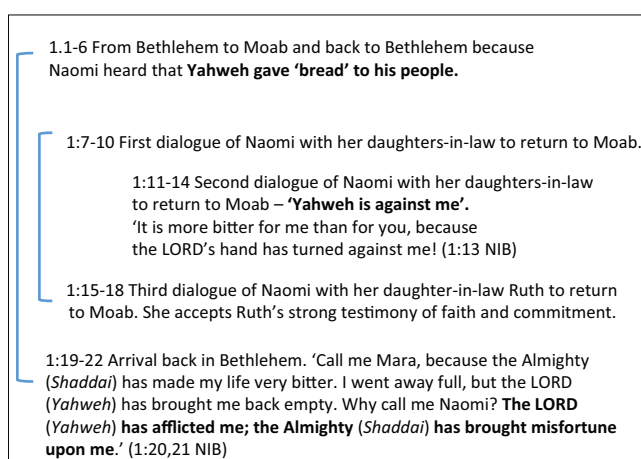 1.1-6 From Bethlehem to Moab and back to Bethlehem because
Naomi heard that Yahweh gave ‘bread’ to his people.
1:7-10 First dialogue of Naomi with her daughters-in-law to return to Moab.
1:11-14 Second dialogue of Naomi with her daughters-in-law
to return to Moab – ‘Yahweh is against me’.
‘It is more bitter for me than for you, because
the LORD’s hand has turned against me! (1:13 NIB)
1:15-18 Third dialogue of Naomi with her daughter-in-law Ruth to return
to Moab. She accepts Ruth’s strong testimony of faith and commitment.
1:19-22 Arrival back in Bethlehem. ‘Call me Mara, because the Almighty
(Shaddai) has made my life very bitter. I went away full, but the LORD
(Yahweh) has brought me back empty. Why call me Naomi? The LORD
(Yahweh) has afflicted me; the Almighty (Shaddai) has brought misfortune
upon me.’ (1:20,21 NIB)